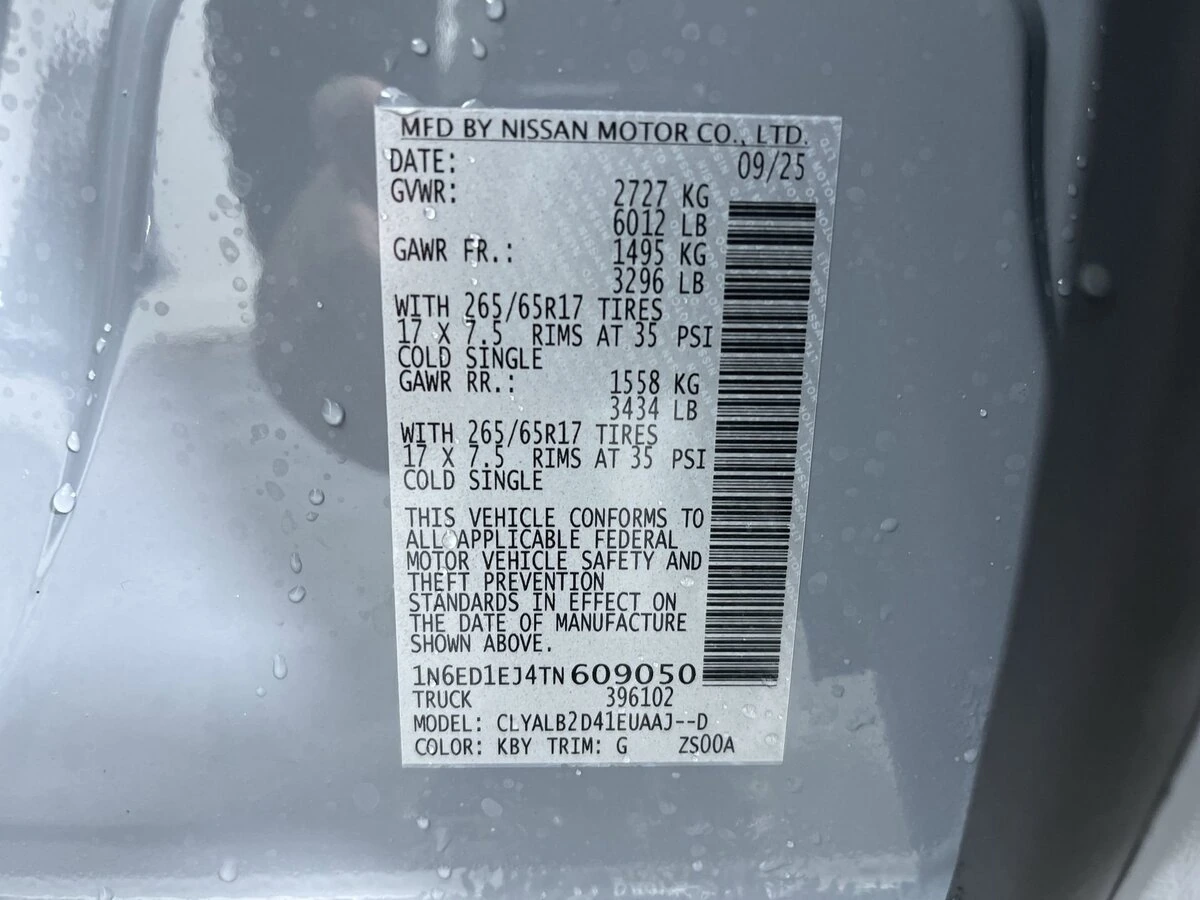 MFD BY NISSAN MOTOR CO., LTD.
DATE: 09/25
GVWR: 2727 KG
6012 LB
GAWR FR.: 1495 KG
3296 LB
WITH 265/65R17 TIRES
17 X 7.5 RIMS AT 35 PSI
COLD SINGLE
GAWR RR.: 1558 KG
3434 LB
WITH 265/65R17 TIRES
17 X 7.5 RIMS AT 35 PSI
COLD SINGLE
THIS VEHICLE CONFORMS TO
ALL APPLICABLE FEDERAL
MOTOR VEHICLE SAFETY AND
THEFT PREVENTION
STANDARDS IN EFFECT ON
THE DATE OF MANUFACTURE
SHOWN ABOVE.
1N6ED1EJ4TN609050
TRUCK 396102
MODEL: CLYALB2D41EUAAJ--D
COLOR: KBY TRIM: G ZS00A